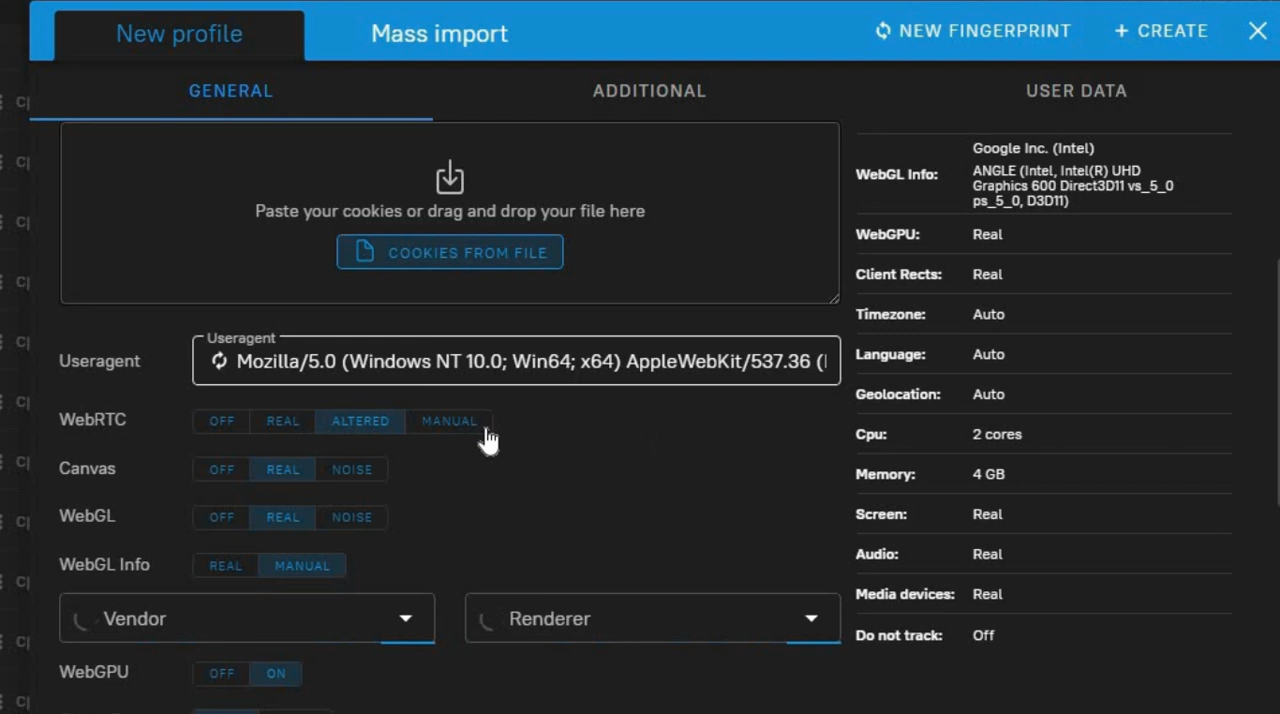 New profile
Mass import
NEW FINGERPRINT
+ CREATE
GENERAL
ADDITIONAL
USER DATA
Paste your cookies or drag and drop your file here
COOKIES FROM FILE
Useragent
Useragent
Mozilla/5.0 (Windows NT 10.0; Win64; x64) AppleWebKit/537.36 (
WebRTC
OFF REAL ALTERED MANUAL
Canvas
OFF REAL NOISE
WebGL
OFF REAL NOISE
WebGL Info
REAL MANUAL
Vendor
Renderer
WebGPU
OFF ON
WebGL Info:
Google Inc. (Intel)
ANGLE (Intel, Intel(R) UHD
Graphics 600 Direct3D11 vs_5_0
ps_5_0, D3D11)
WebGPU: Real
Client Rects: Real
Timezone: Auto
Language: Auto
Geolocation: Auto
Cpu: 2 cores
Memory: 4 GB
Screen: Real
Audio: Real
Media devices: Real
Do not track: Off